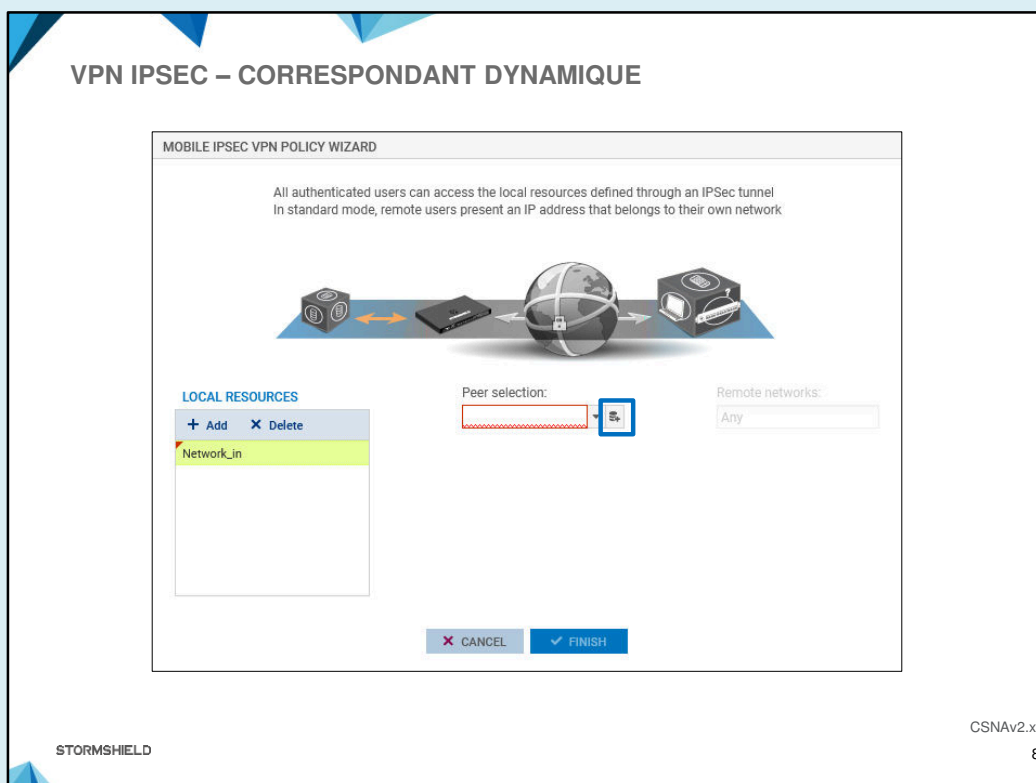 VPN IPSEC – CORRESPONDANT DYNAMIQUE
MOBILE IPSEC VPN POLICY WIZARD
All authenticated users can access the local resources defined through an IPSec tunnel
In standard mode, remote users present an IP address that belongs to their own network
LOCAL RESOURCES
+ Add ✕ Delete
Network_in
Peer selection:
Remote networks:
Any
CANCEL
FINISH
CSNAv2.x
STORMSHIELD
8